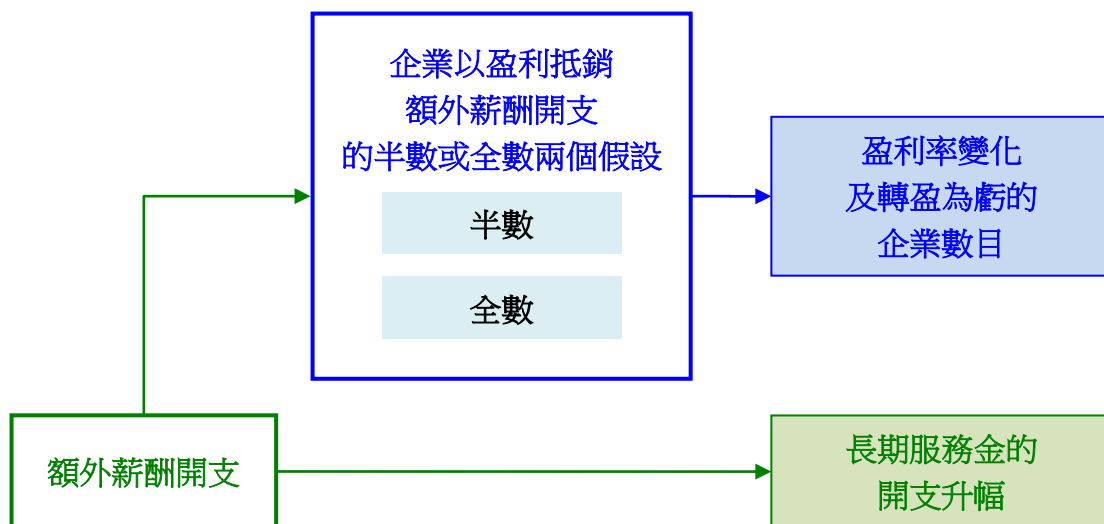 企業以盈利抵銷
額外薪酬開支
的半數或全數兩個假設
半數
全數
盈利率變化
及轉盈為虧的
企業數目
額外薪酬開支
長期服務金的
開支升幅